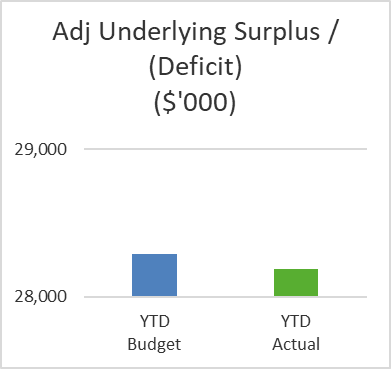 Adj Underlying Surplus /
(Deficit)
($'000)
29,000
28,000
YTD
Budget
YTD
Actual